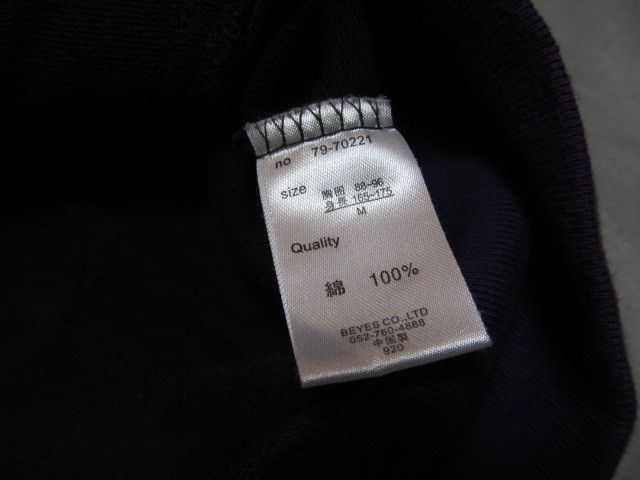 no 79-70221
size 胸囲 88~96
身長 165~175
M
Quality
綿 100%
BEYES CO.,LTD
052-760-4888
中国製
920